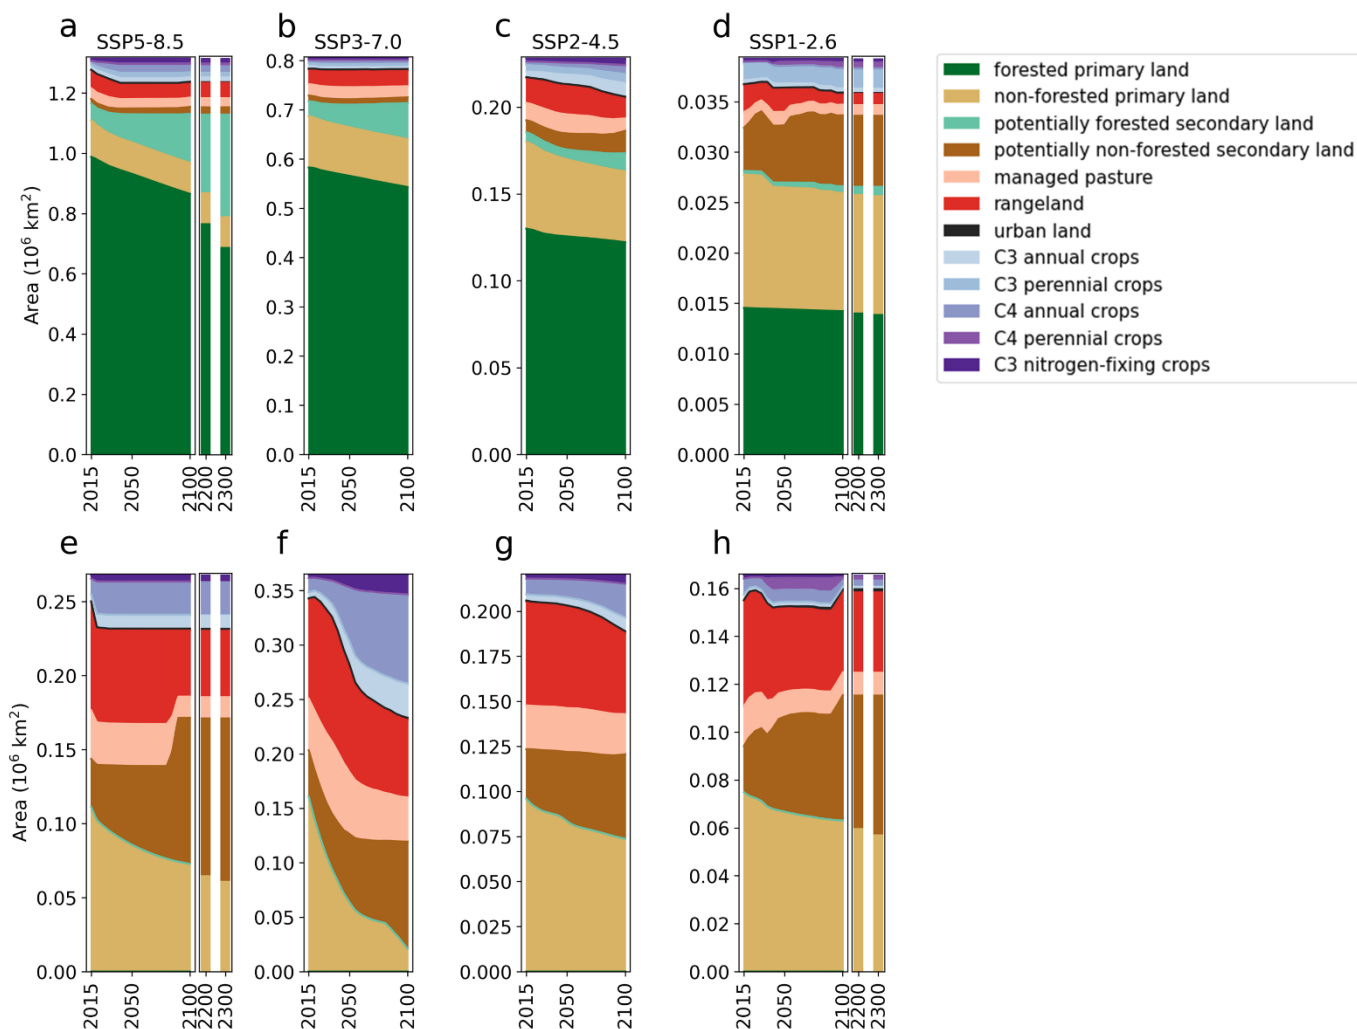 a b c d
SSP5-8.5 SSP3-7.0 SSP2-4.5 SSP1-2.6
Area (10⁶ km²)
1.2
1.0
0.8
0.6
0.4
0.2
0.0
2015 2050 2100 2200 2300
0.8
0.7
0.6
0.5
0.4
0.3
0.2
0.1
0.0
2015 2050 2100
0.20
0.15
0.10
0.05
0.00
2015 2050 2100
0.035
0.030
0.025
0.020
0.015
0.010
0.005
0.000
2015 2050 2100 2200 2300
forested primary land
non-forested primary land
potentially forested secondary land
potentially non-forested secondary land
managed pasture
rangeland
urban land
C3 annual crops
C3 perennial crops
C4 annual crops
C4 perennial crops
C3 nitrogen-fixing crops
e f g h
Area (10⁶ km²)
0.25
0.20
0.15
0.10
0.05
0.00
2015 2050 2100 2200 2300
0.35
0.30
0.25
0.20
0.15
0.10
0.05
0.00
2015 2050 2100
0.200
0.175
0.150
0.125
0.100
0.075
0.050
0.025
0.000
2015 2050 2100
0.16
0.14
0.12
0.10
0.08
0.06
0.04
0.02
0.00
2015 2050 2100 2200 2300